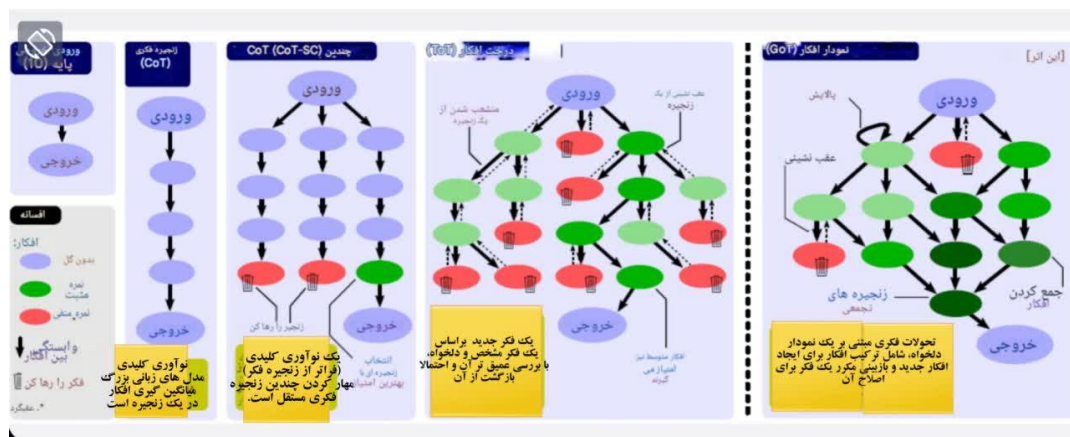 ورودی
پایه (IO)
ورودی
خروجی
زنجیره فکری
(CoT)
ورودی
خروجی
نوآوری کلیدی
مدل های زبانی بزرگ
میانگین گیری افکار
در یک زنجیره است
چندین CoT (CoT-SC)
ورودی
زنجیر را رها کن
خروجی
انتخاب
زنجیره ای با
بهترین امتیاز
یک نوآوری کلیدی
(فراتر از زنجیره فکر)
مهار کردن چندین زنجیره
فکری مستقل است.
درخت افکار (ToT)
ورودی
منشعب شدن از
یک زنجیره
عقب نشینی از یک
زنجیره
خروجی
افکار متوسط نیز
امتیاز می
گیرند
یک فکر جدید براساس
یک فکر مشخص و دلخواه،
با بررسی عمیق تر آن و احتمالا
بازگشت از آن
نمودار افکار (GoT)
[این اثر]
ورودی
پالایش
عقب نشینی
زنجیره های
تجمعی
جمع کردن
افکار
خروجی
تحولات فکری مبتنی بر یک نمودار
دلخواه، شامل ترکیب افکار برای ایجاد
افکار جدید و بازبینی مکرر یک فکر برای
اصلاح آن
افسانه
افکار:
بدون گل
نمره
مثبت
نمره منفی
وابستگی
بین افکار
فکر را رها کن